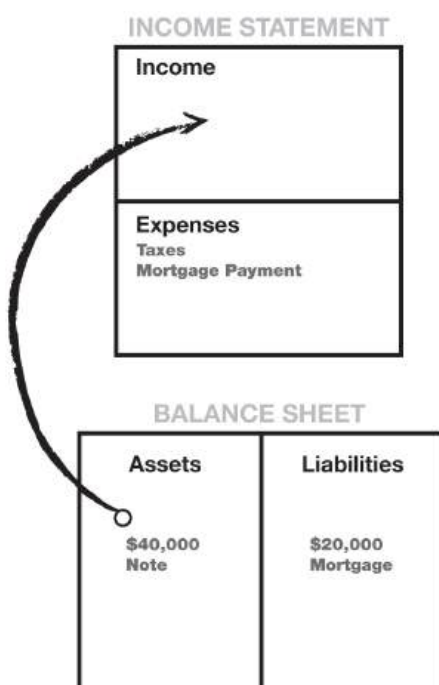 INCOME STATEMENT
Income
Expenses
Taxes
Mortgage Payment
BALANCE SHEET
Assets
$40,000
Note
Liabilities
$20,000
Mortgage